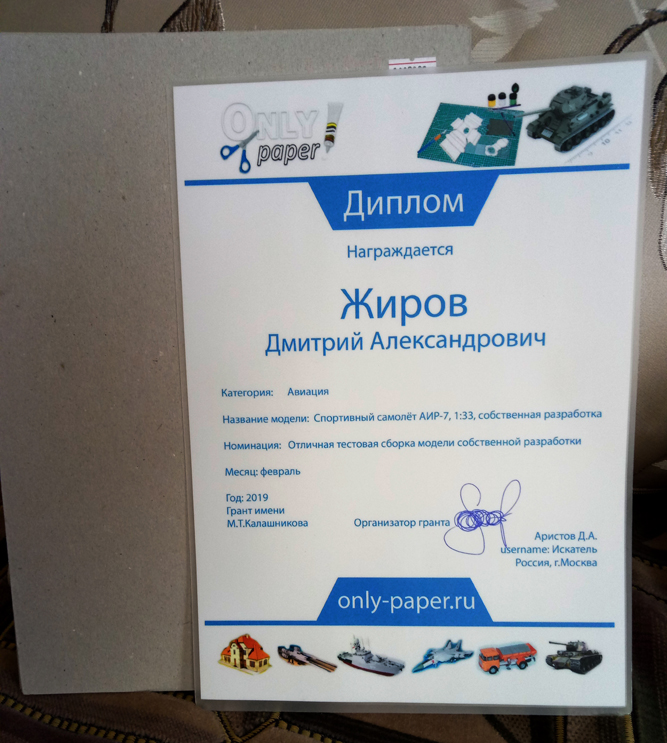 ONLY
paper
Диплом
Награждается
Жиров
Дмитрий Александрович
Категория: Авиация
Название модели: Спортивный самолёт АИР-7, 1:33, собственная разработка
Номинация: Отличная тестовая сборка модели собственной разработки
Месяц: февраль
Год: 2019
Грант имени
М.Т.Калашникова
Организатор гранта
Аристов Д.А.
username: Искатель
Россия, г.Москва
only-paper.ru